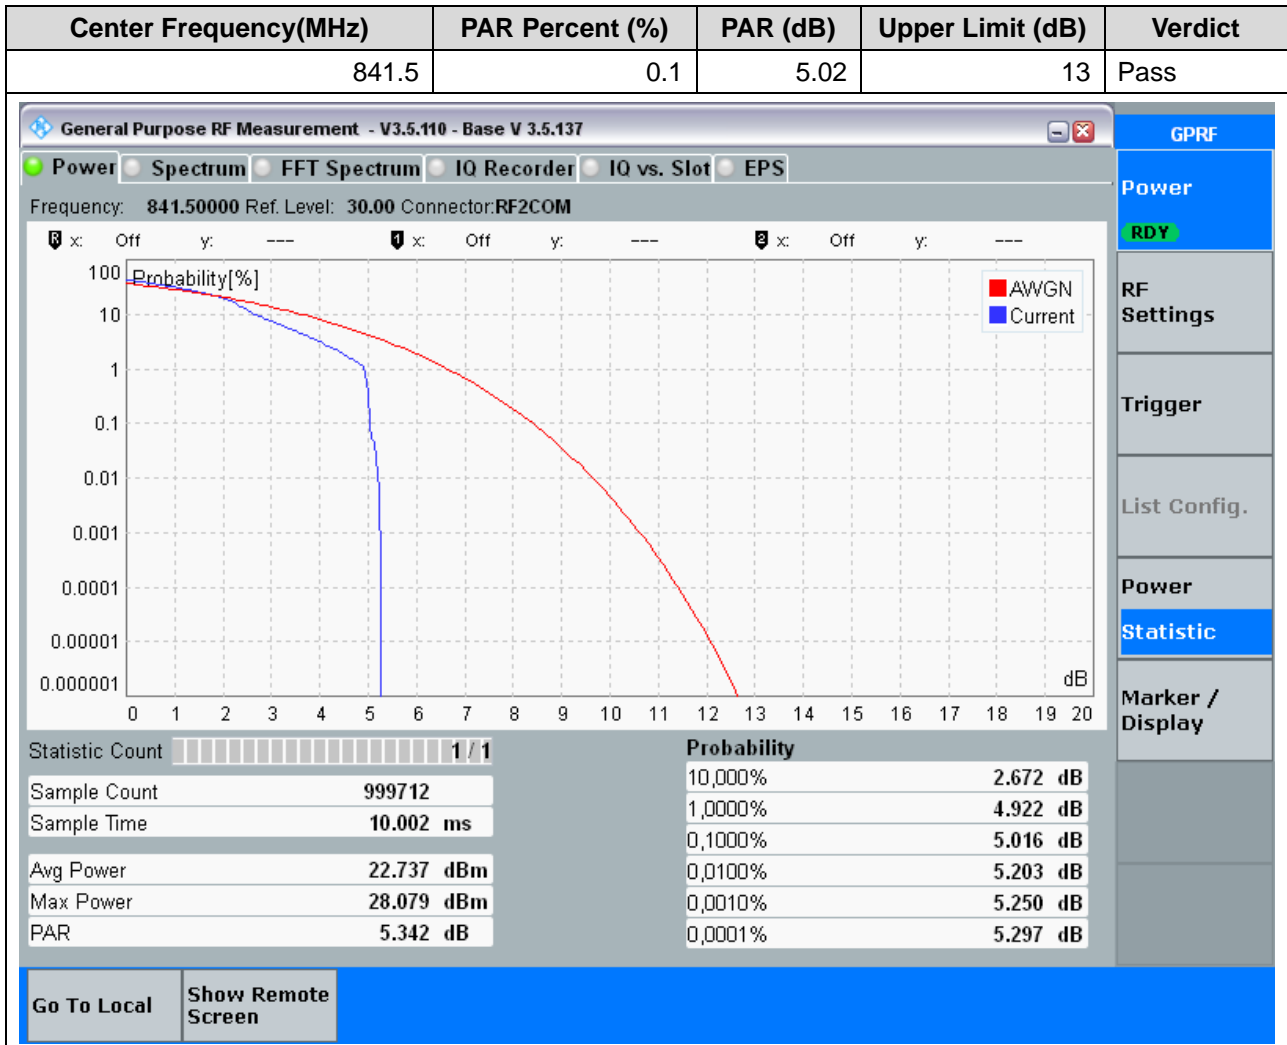 Center Frequency(MHz) PAR Percent (%) PAR (dB) Upper Limit (dB) Verdict
841.5 0.1 5.02 13 Pass
General Purpose RF Measurement - V3.5.110 - Base V 3.5.137
GPRF
Power Spectrum FFT Spectrum IQ Recorder IQ vs. Slot EPS
Power
RDY
Frequency: 841.50000 Ref. Level: 30.00 Connector:RF2COM
R x: Off y: --- 1 x: Off y: --- 2 x: Off y: ---
100 Probability[%]
AWGN
Current
10
1
0.1
0.01
0.001
0.0001
0.00001
0.000001
dB
0 1 2 3 4 5 6 7 8 9 10 11 12 13 14 15 16 17 18 19 20
RF
Settings
Trigger
List Config.
Power
Statistic
Marker /
Display
Statistic Count 1 / 1
Sample Count 999712
Sample Time 10.002 ms
Avg Power 22.737 dBm
Max Power 28.079 dBm
PAR 5.342 dB
Probability
10,000% 2.672 dB
1,0000% 4.922 dB
0,1000% 5.016 dB
0,0100% 5.203 dB
0,0010% 5.250 dB
0,0001% 5.297 dB
Go To Local
Show Remote
Screen